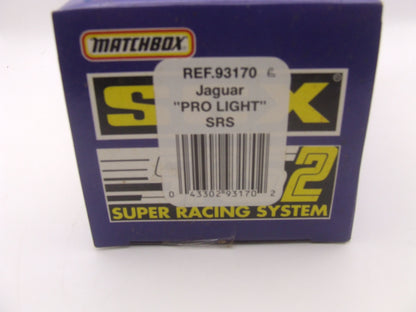 MATCHBOX
REF.93170
Jaguar
"PRO LIGHT"
SRS
S X ®
2
0 43302 93170 2
SUPER RACING SYSTEM